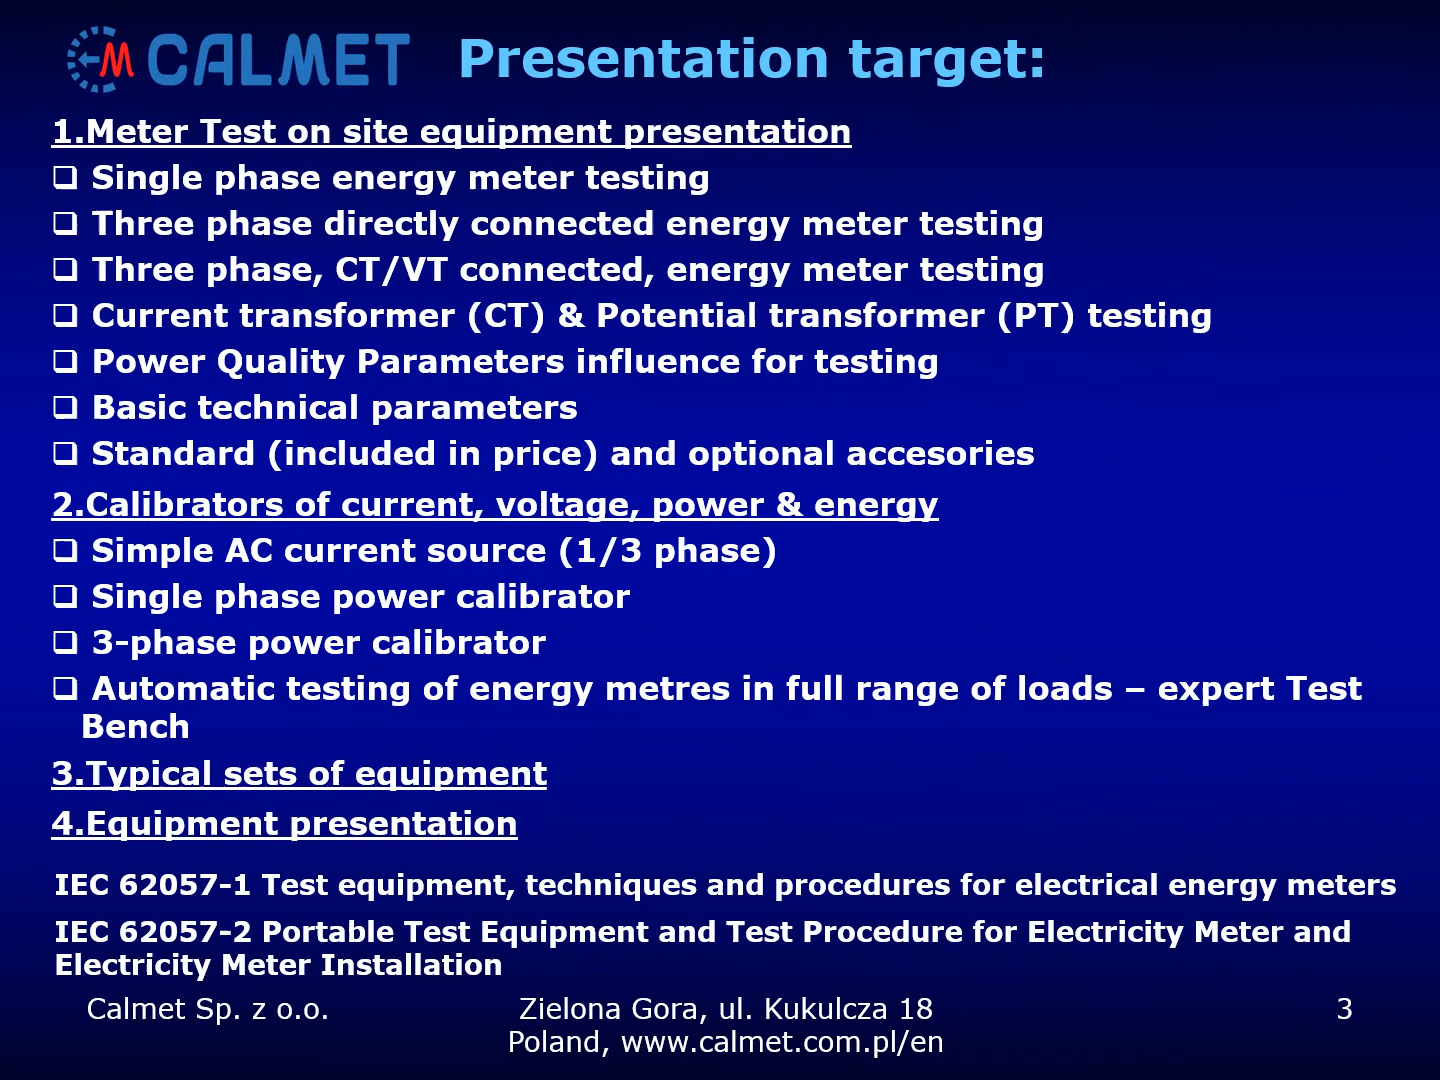 CALMET Presentation target:
1.Meter Test on site equipment presentation
❑ Single phase energy meter testing
❑ Three phase directly connected energy meter testing
❑ Three phase, CT/VT connected, energy meter testing
❑ Current transformer (CT) & Potential transformer (PT) testing
❑ Power Quality Parameters influence for testing
❑ Basic technical parameters
❑ Standard (included in price) and optional accesories
2.Calibrators of current, voltage, power & energy
❑ Simple AC current source (1/3 phase)
❑ Single phase power calibrator
❑ 3-phase power calibrator
❑ Automatic testing of energy metres in full range of loads – expert Test
Bench
3.Typical sets of equipment
4.Equipment presentation
IEC 62057-1 Test equipment, techniques and procedures for electrical energy meters
IEC 62057-2 Portable Test Equipment and Test Procedure for Electricity Meter and
Electricity Meter Installation
Calmet Sp. z o.o. Zielona Gora, ul. Kukulcza 18 3
Poland, www.calmet.com.pl/en